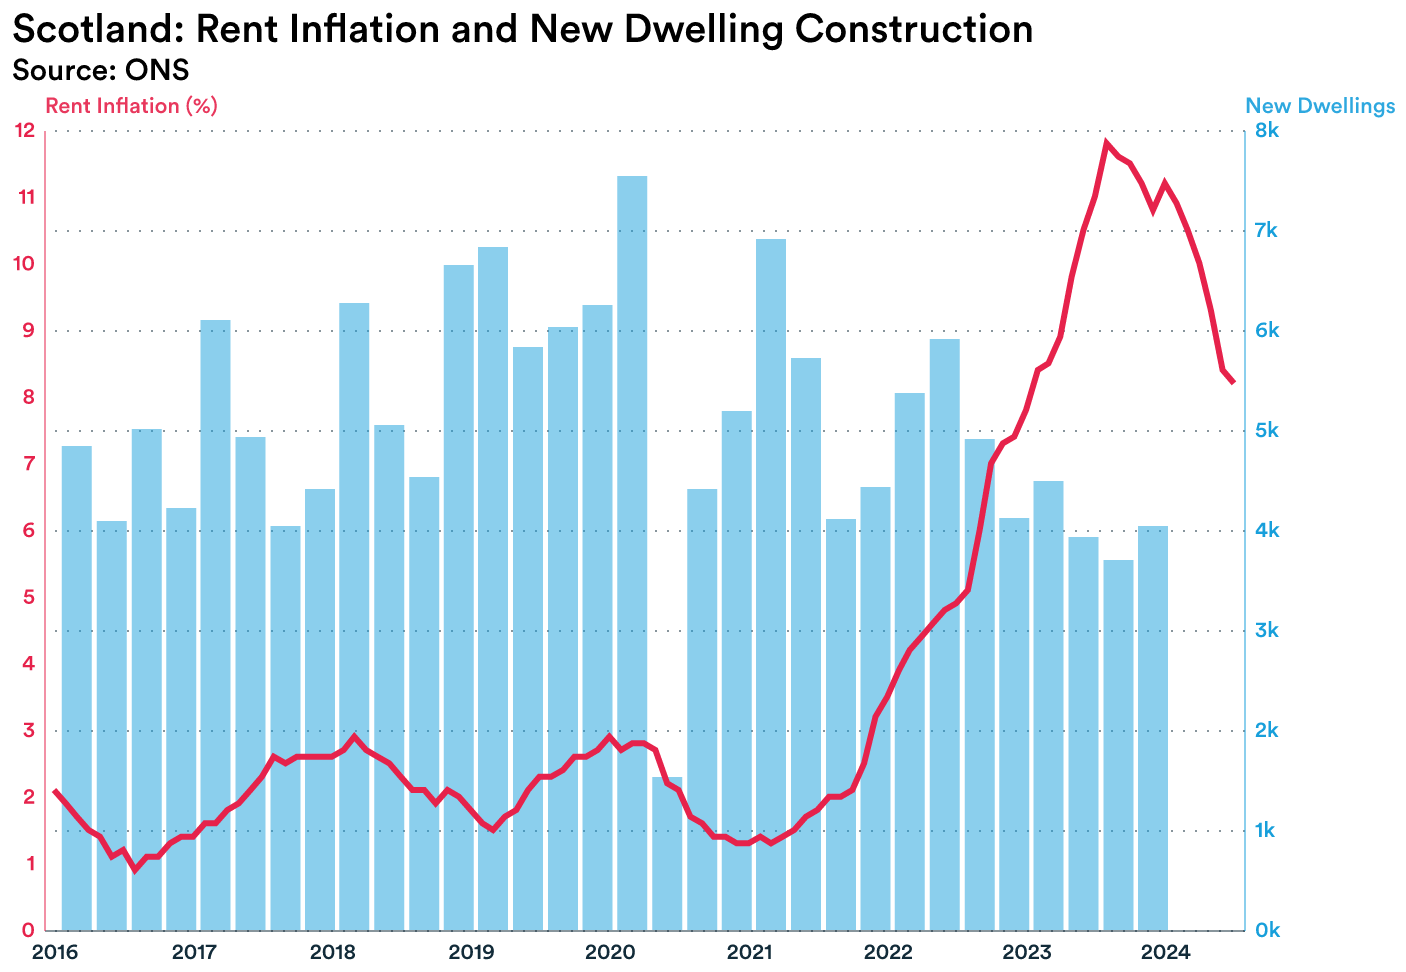 Scotland: Rent Inflation and New Dwelling Construction
Source: ONS
Rent Inflation (%)
New Dwellings
12
11
10
9
8
7
6
5
4
3
2
1
0
8k
7k
6k
5k
4k
3k
2k
1k
0k
2016 2017 2018 2019 2020 2021 2022 2023 2024